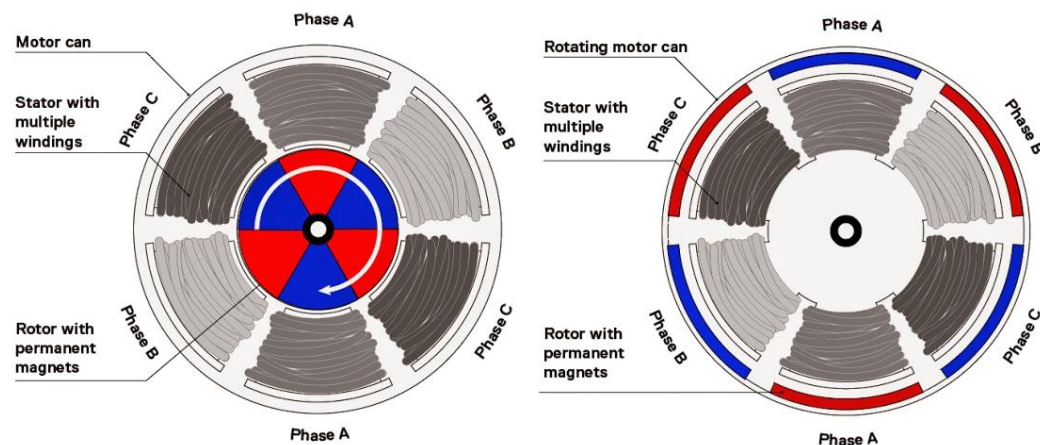 Phase A
Motor can
Stator with
multiple
windings
Phase C
Phase B
Phase B
Phase C
Rotor with
permanent
magnets
Phase A
Phase A
Rotating motor can
Stator with
multiple
windings
Phase C
Phase B
Phase B
Phase C
Rotor with
permanent
magnets
Phase A